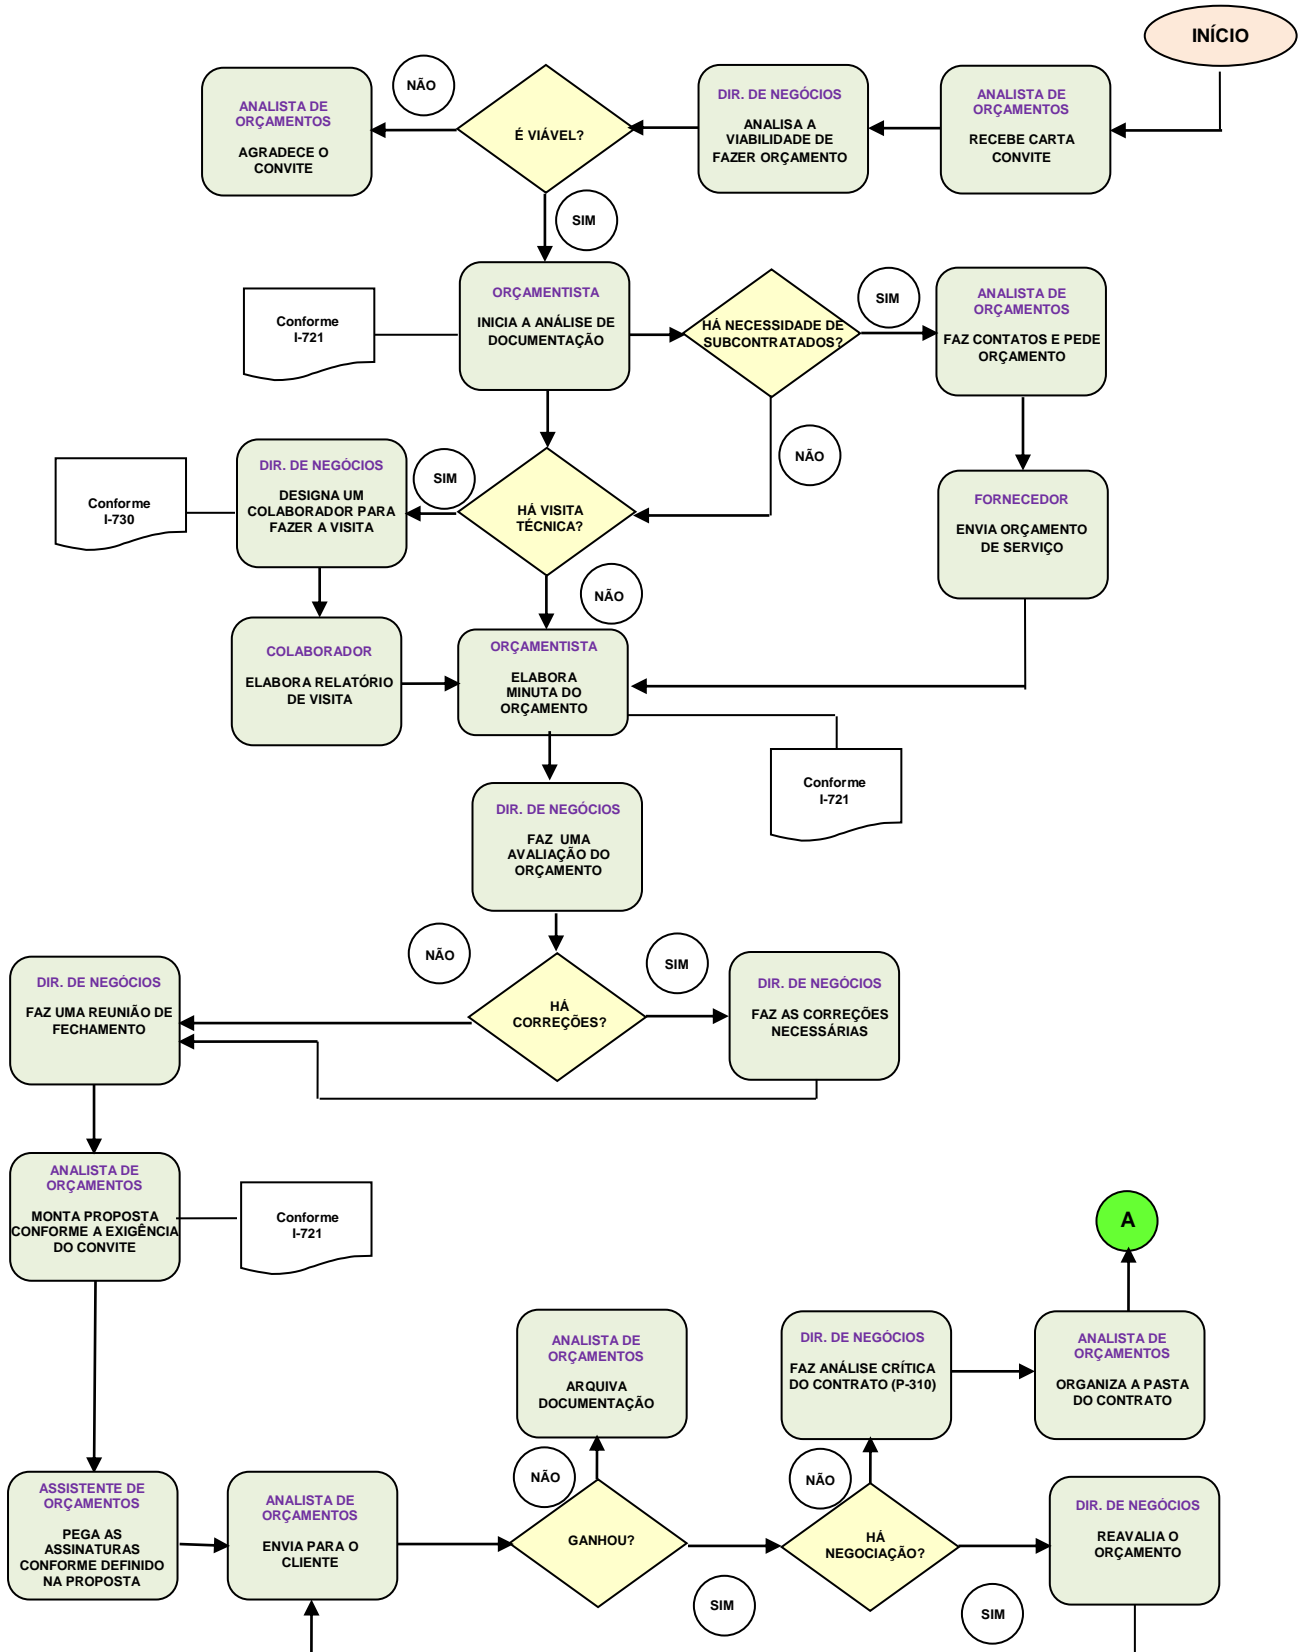 INÍCIO
NÃO
ANALISTA DE
ORÇAMENTOS
AGRADECE O
CONVITE
É VIÁVEL?
DIR. DE NEGÓCIOS
ANALISA A
VIABILIDADE DE
FAZER ORÇAMENTO
ANALISTA DE
ORÇAMENTOS
RECEBE CARTA
CONVITE
SIM
Conforme
I-721
ORÇAMENTISTA
INICIA A ANÁLISE DE
DOCUMENTAÇÃO
HÁ NECESSIDADE DE
SUBCONTRATADOS?
SIM
ANALISTA DE
ORÇAMENTOS
FAZ CONTATOS E PEDE
ORÇAMENTO
NÃO
Conforme
I-730
DIR. DE NEGÓCIOS
DESIGNA UM
COLABORADOR PARA
FAZER A VISITA
SIM
HÁ VISITA
TÉCNICA?
FORNECEDOR
ENVIA ORÇAMENTO
DE SERVIÇO
NÃO
COLABORADOR
ELABORA RELATÓRIO
DE VISITA
ORÇAMENTISTA
ELABORA
MINUTA DO
ORÇAMENTO
Conforme
I-721
DIR. DE NEGÓCIOS
FAZ UMA
AVALIAÇÃO DO
ORÇAMENTO
NÃO
SIM
DIR. DE NEGÓCIOS
FAZ UMA REUNIÃO DE
FECHAMENTO
HÁ
CORREÇÕES?
DIR. DE NEGÓCIOS
FAZ AS CORREÇÕES
NECESSÁRIAS
ANALISTA DE
ORÇAMENTOS
MONTA PROPOSTA
CONFORME A EXIGÊNCIA
DO CONVITE
Conforme
I-721
A
ANALISTA DE
ORÇAMENTOS
ARQUIVA
DOCUMENTAÇÃO
DIR. DE NEGÓCIOS
FAZ ANÁLISE CRÍTICA
DO CONTRATO (P-310)
ANALISTA DE
ORÇAMENTOS
ORGANIZA A PASTA
DO CONTRATO
NÃO
NÃO
ASSISTENTE DE
ORÇAMENTOS
PEGA AS
ASSINATURAS
CONFORME DEFINIDO
NA PROPOSTA
ANALISTA DE
ORÇAMENTOS
ENVIA PARA O
CLIENTE
GANHOU?
HÁ
NEGOCIAÇÃO?
DIR. DE NEGÓCIOS
REAVALIA O
ORÇAMENTO
SIM
SIM